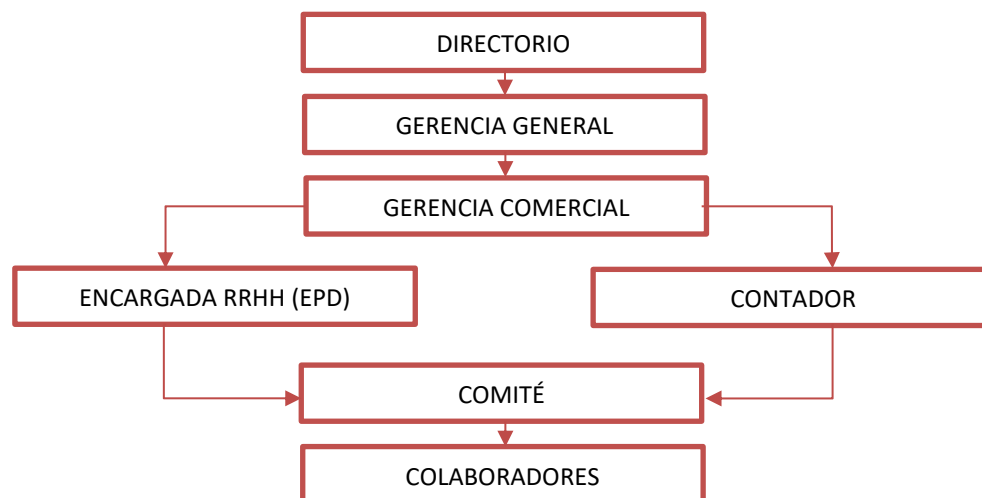 DIRECTORIO
GERENCIA GENERAL
GERENCIA COMERCIAL
ENCARGADA RRHH (EPD)
CONTADOR
COMITÉ
COLABORADORES